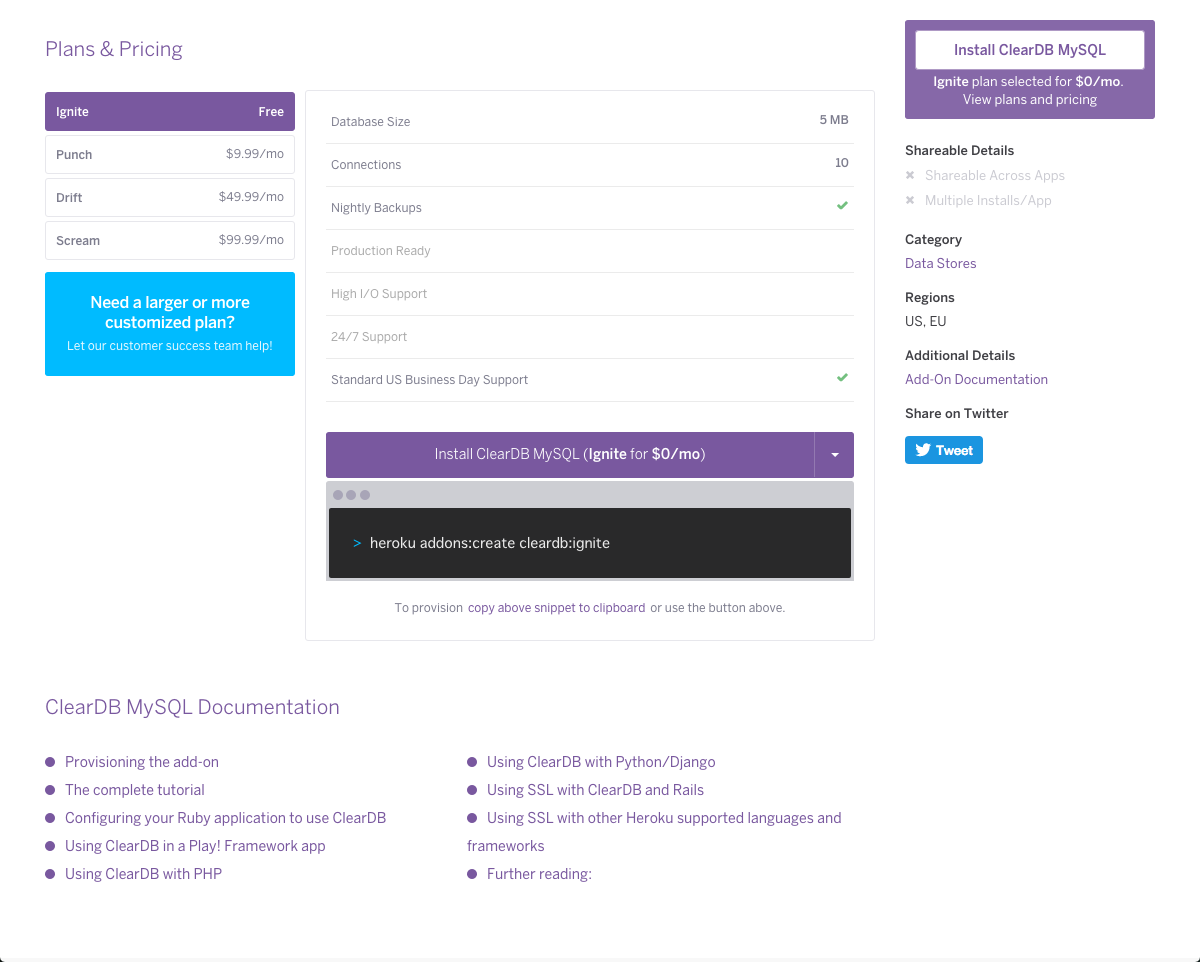 Plans & Pricing
Ignite Free
Punch $9.99/mo
Drift $49.99/mo
Scream $99.99/mo
Need a larger or more
customized plan?
Let our customer success team help!
Database Size 5 MB
Connections 10
Nightly Backups
Production Ready
High I/O Support
24/7 Support
Standard US Business Day Support
Install ClearDB MySQL (Ignite for $0/mo)
> heroku addons:create cleardb:ignite
To provision copy above snippet to clipboard or use the button above.
Install ClearDB MySQL
Ignite plan selected for $0/mo.
View plans and pricing
Shareable Details
Shareable Across Apps
Multiple Installs/App
Category
Data Stores
Regions
US, EU
Additional Details
Add-On Documentation
Share on Twitter
Tweet
ClearDB MySQL Documentation
Provisioning the add-on
The complete tutorial
Configuring your Ruby application to use ClearDB
Using ClearDB in a Play! Framework app
Using ClearDB with PHP
Using ClearDB with Python/Django
Using SSL with ClearDB and Rails
Using SSL with other Heroku supported languages and
frameworks
Further reading: